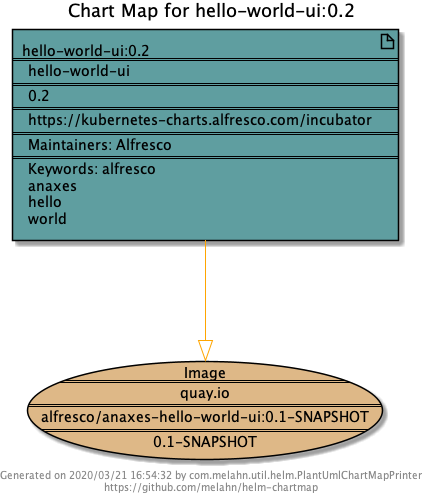 Chart Map for hello-world-ui:0.2
hello-world-ui:0.2
hello-world-ui
0.2
https://kubernetes-charts.alfresco.com/incubator
Maintainers: Alfresco
Keywords: alfresco
anaxes
hello
world
Image
quay.io
alfresco/anaxes-hello-world-ui:0.1-SNAPSHOT
0.1-SNAPSHOT
Generated on 2020/03/21 16:54:32 by com.melahn.util.helm.PlantUmlChartMapPrinter
https://github.com/melahn/helm-chartmap